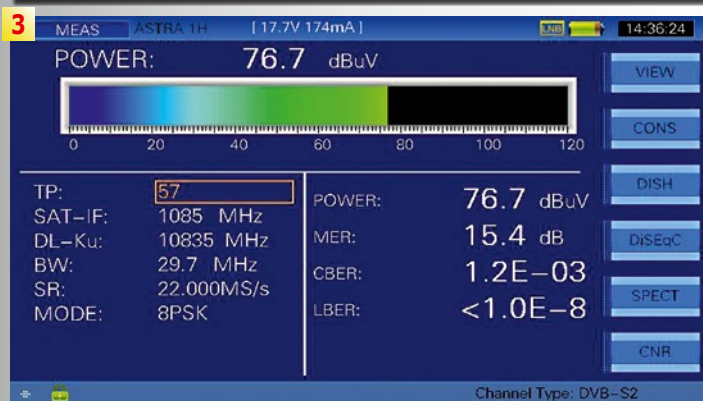 3
MEAS ASTRA 1H [ 17.7V 174mA ] LNB 14:36:24
POWER: 76.7 dBuV
0 20 40 60 80 100 120
TP: 57
SAT-IF: 1085 MHz
DL-Ku: 10835 MHz
BW: 29.7 MHz
SR: 22.000MS/s
MODE: 8PSK
POWER: 76.7 dBuV
MER: 15.4 dB
CBER: 1.2E-03
LBER: <1.0E-8
VIEW
CONS
DISH
DiSEqC
SPECT
CNR
Channel Type: DVB-S2